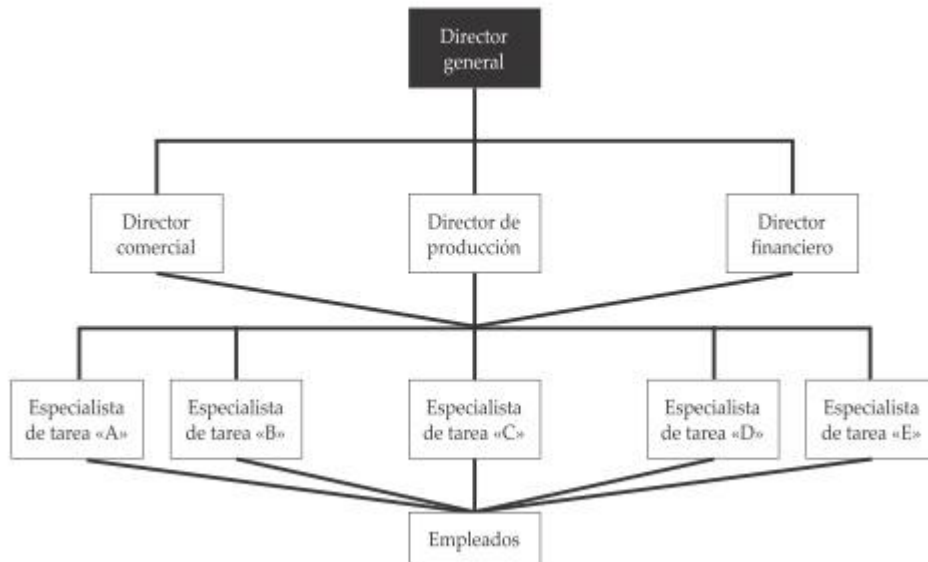 Director
general
Director
comercial
Director de
producción
Director
financiero
Especialista
de tarea «A»
Especialista
de tarea «B»
Especialista
de tarea «C»
Especialista
de tarea «D»
Especialista
de tarea «E»
Empleados